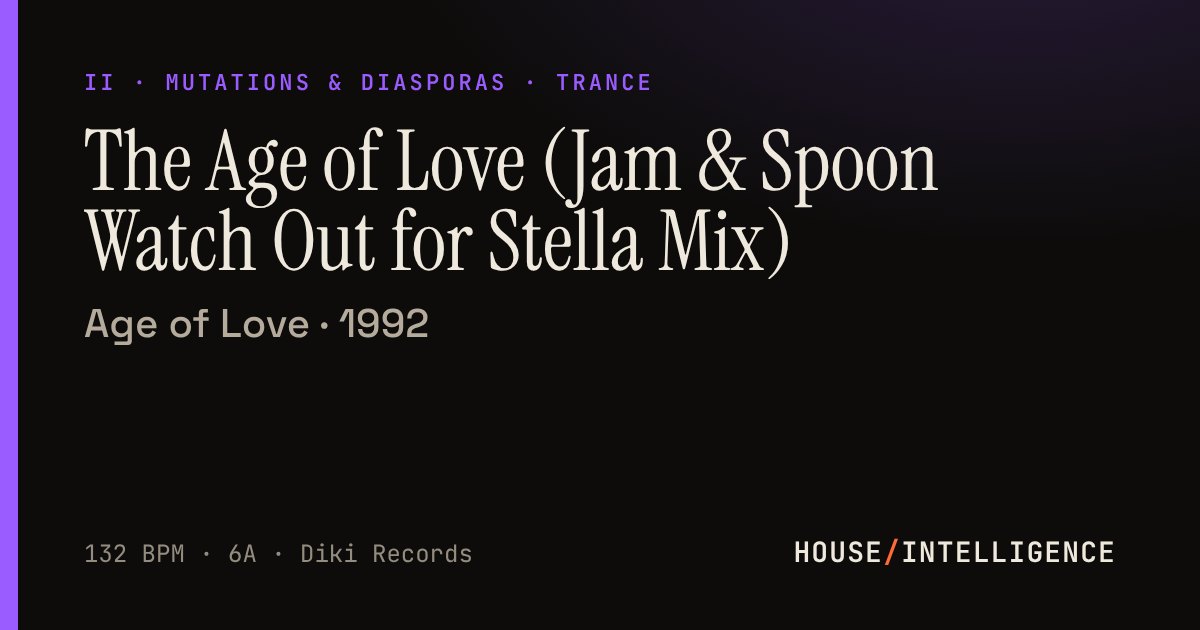 II · MUTATIONS & DIASPORAS · TRANCE
The Age of Love (Jam & Spoon
Watch Out for Stella Mix)
Age of Love · 1992
132 BPM · 6A · Diki Records
HOUSE/INTELLIGENCE